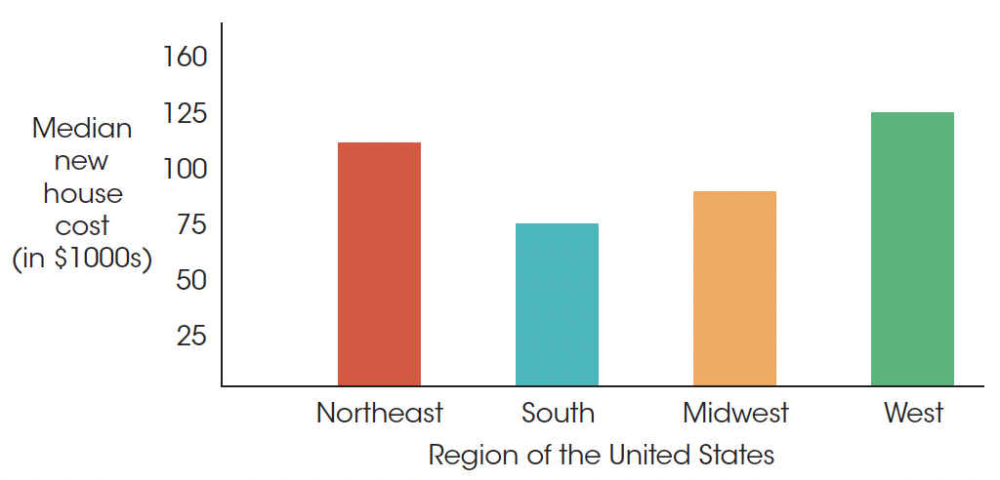 Median
new
house
cost
(in $1000s)
160
125
100
75
50
25
Northeast South Midwest West
Region of the United States